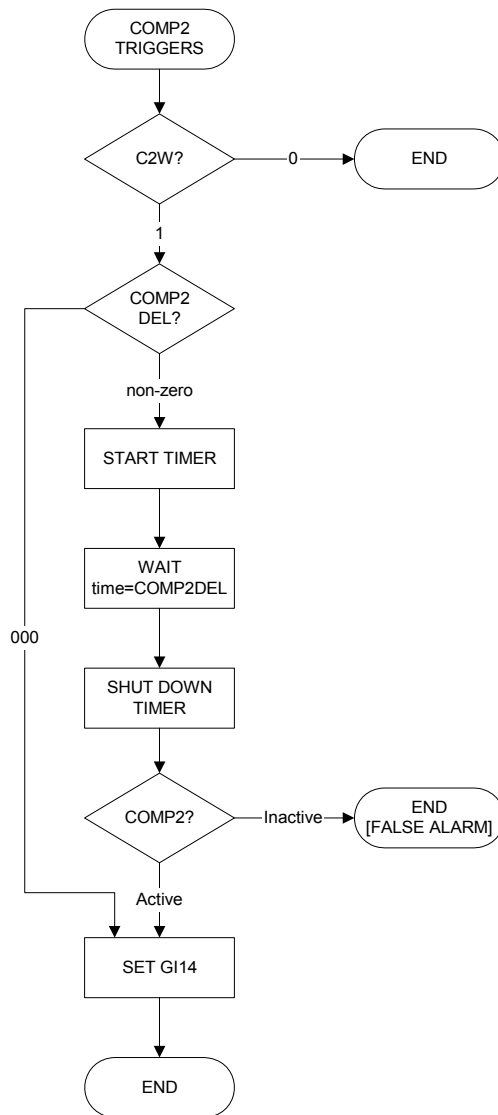 COMP2
TRIGGERS
C2W?
0
END
1
COMP2
DEL?
non-zero
START TIMER
WAIT
time=COMP2DEL
000
SHUT DOWN
TIMER
COMP2?
Inactive
END
[FALSE ALARM]
Active
SET GI14
END